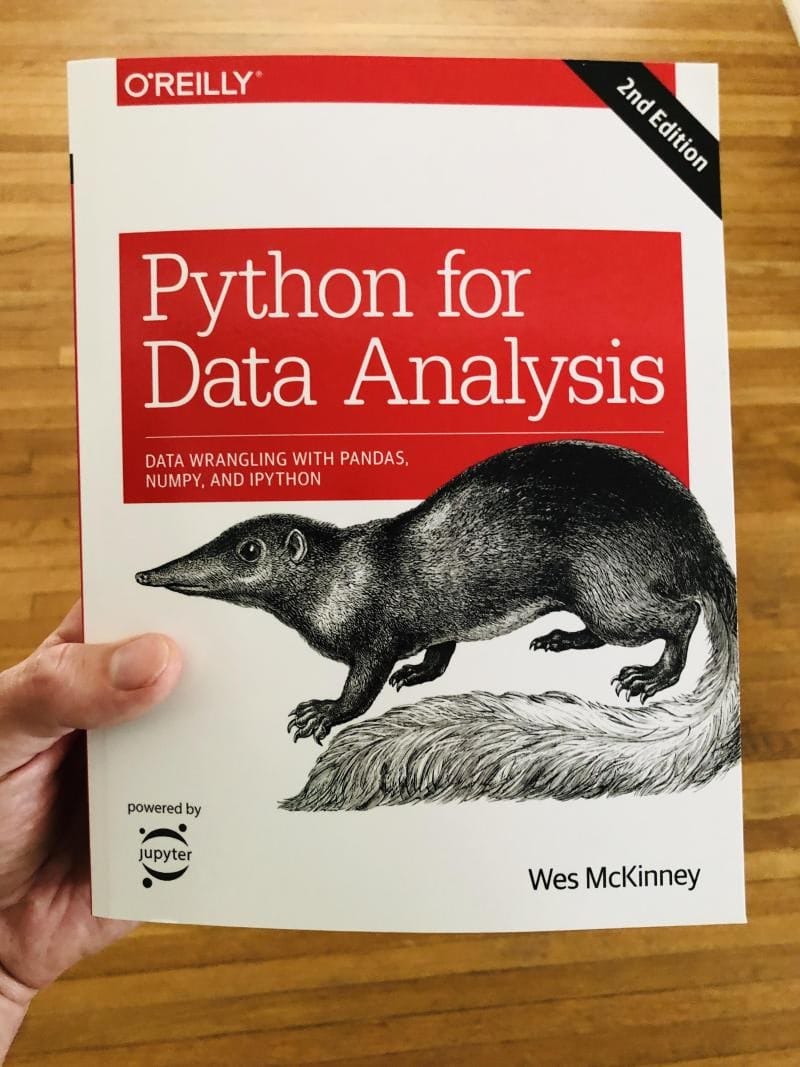 O'REILLY®
2nd Edition
Python for
Data Analysis
DATA WRANGLING WITH PANDAS,
NUMPY, AND IPYTHON
powered by
jupyter
Wes McKinney